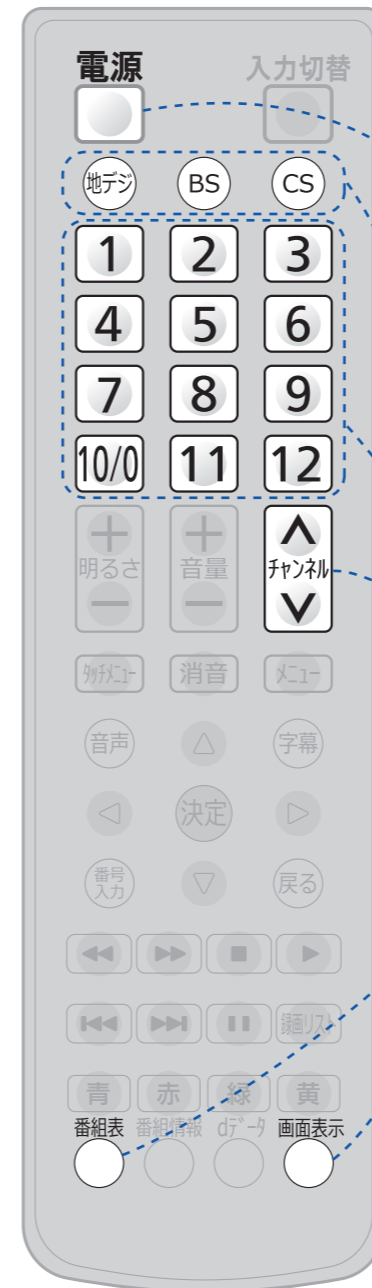 電源 入力切替
地デジ BS CS
1 2 3
4 5 6
7 8 9
10/0 11 12
明るさ 音量 チャンネル
タッチメニュー 消音 メニュー
音声 字幕
決定
番号
入力 戻る
録画リスト
青 赤 緑 黄
番組表 番組情報 dデータ 画面表示